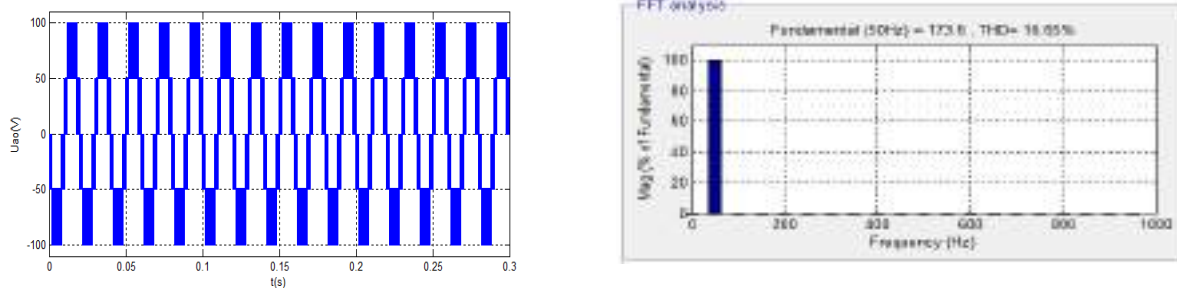 100
50
0
-50
-100
Uao(V)
0 0.05 0.1 0.15 0.2 0.25 0.3
t(s)
FFT analysis
Fundamental (50Hz) = 173.6 , THD= 16.65%
100
80
60
40
20
0
Mag (% of Fundamental)
0 200 400 600 800 1000
Frequency (Hz)